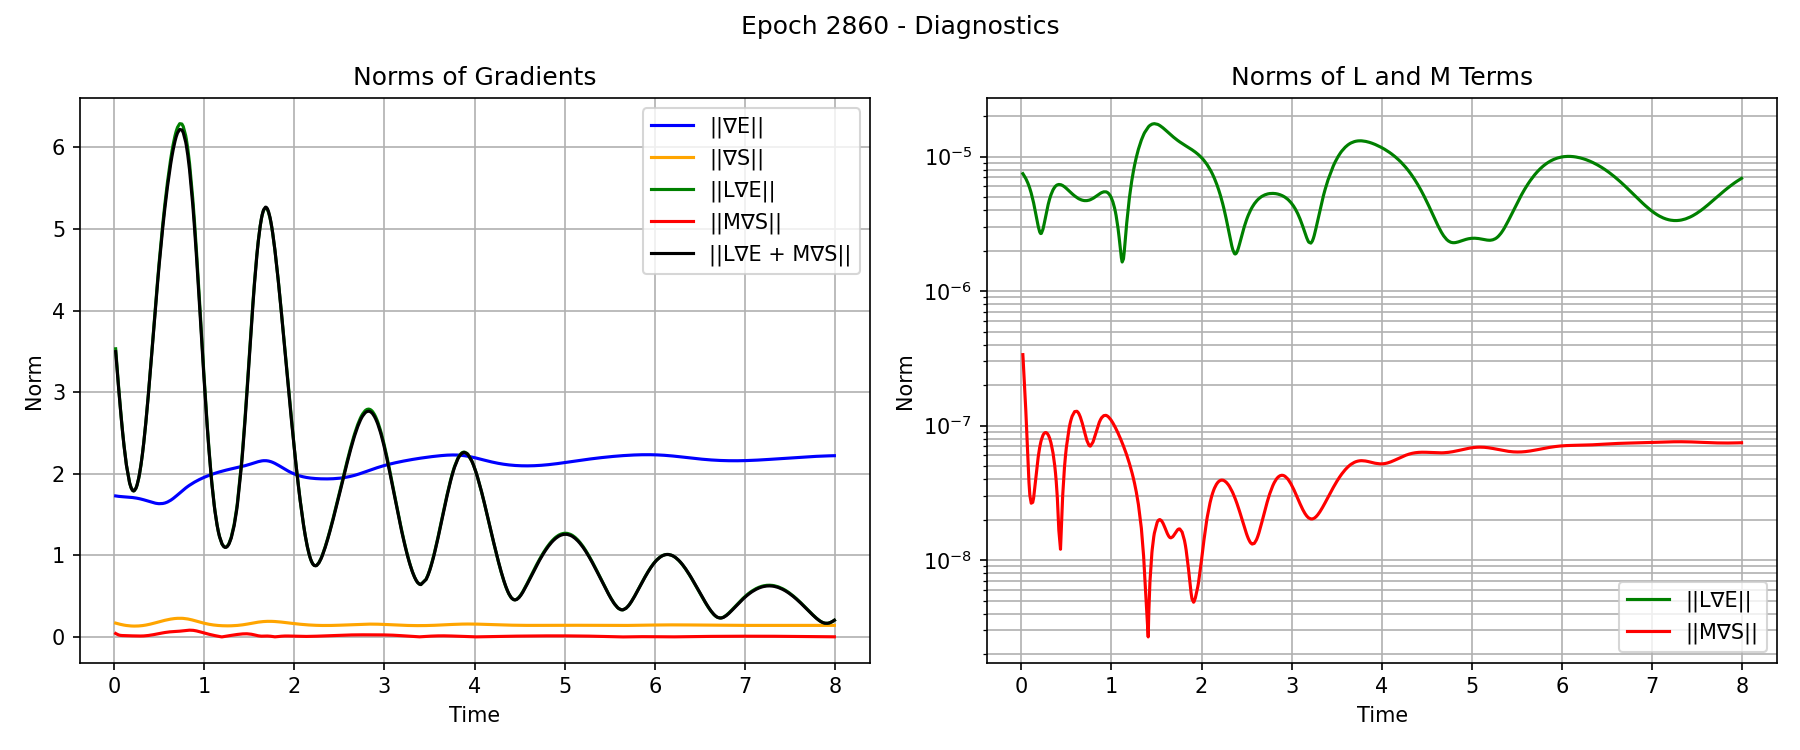 Epoch 2860 - Diagnostics
Norms of Gradients
Norm
6
5
4
3
2
1
0
||∇E||
||∇S||
||L∇E||
||M∇S||
||L∇E + M∇S||
0 1 2 3 4 5 6 7 8
Time
Norms of L and M Terms
Norm
10⁻⁵
10⁻⁶
10⁻⁷
10⁻⁸
||L∇E||
||M∇S||
0 1 2 3 4 5 6 7 8
Time